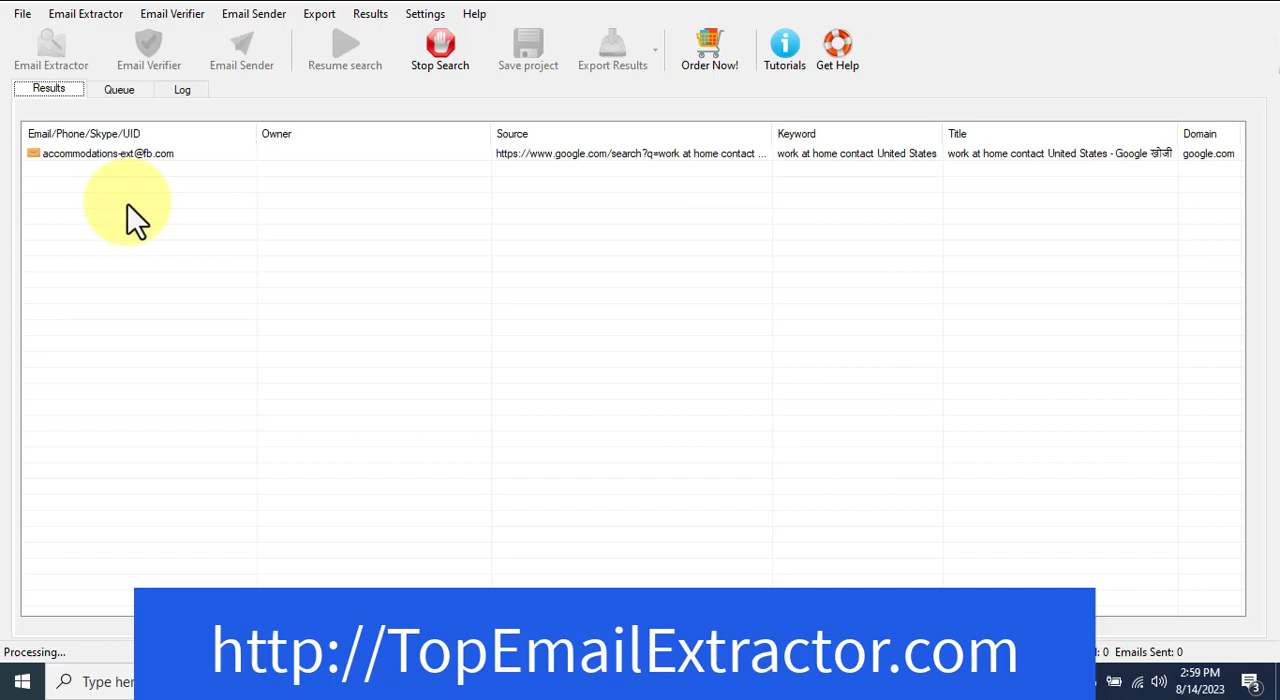 File Email Extractor Email Verifier Email Sender Export Results Settings Help
Email Extractor Email Verifier Email Sender Resume search Stop Search Save project Export Results Order Now! Tutorials Get Help
Results Queue Log
Email/Phone/Skype/UID Owner Source Keyword Title Domain
accommodations-ext@fb.com https://www.google.com/search?q=work at home contact ... work at home contact United States work at home contact United States - Google खोजी google.com
http://TopEmailExtractor.com
Processing... : 0 Emails Sent: 0
Type her 2:59 PM
8/14/2023 3